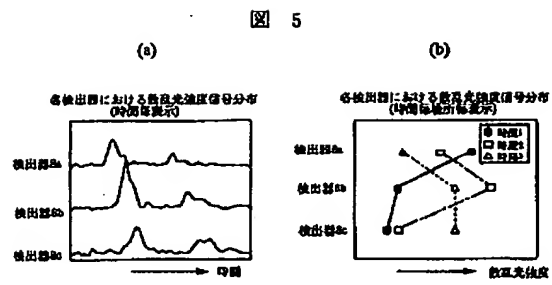 図 5
(a)
各検出器における散乱光強度信号分布
(時間毎表示)
検出器8a
検出器8b
検出器8c
時間
(b)
各検出器における散乱光強度信号分布
(時間毎検出毎表示)
時間1
時間2
時間3
検出器8a
検出器8b
検出器8c
散乱光強度